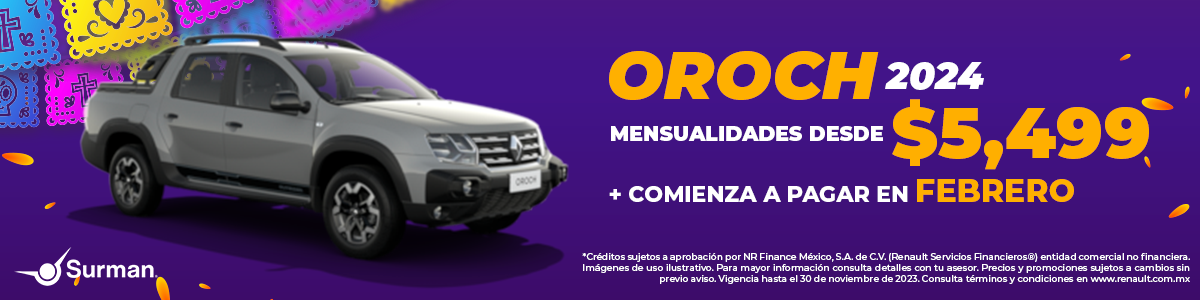 OROCH 2024
MENSUALIDADES DESDE $5,499
+ COMIENZA A PAGAR EN FEBRERO
OROCH
Surman
*Créditos sujetos a aprobación por NR Finance México, S.A. de C.V. (Renault Servicios Financieros®) entidad comercial no financiera.
Imágenes de uso ilustrativo. Para mayor información consulta detalles con tu asesor. Precios y promociones sujetos a cambios sin
previo aviso. Vigencia hasta el 30 de noviembre de 2023. Consulta términos y condiciones en www.renault.com.mx